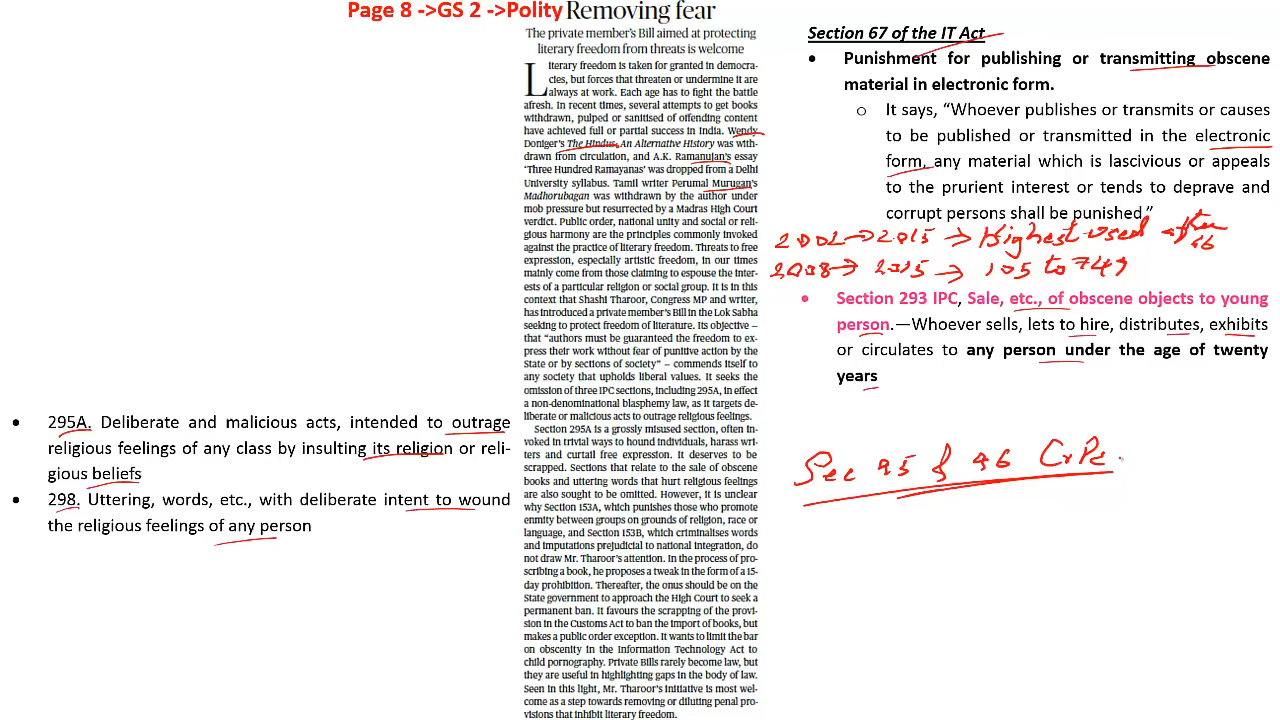 Page 8 ->GS 2 ->Polity
Removing fear
The private member's Bill aimed at protecting
literary freedom from threats is welcome
Literary freedom is taken for granted in democra-
cies, but forces that threaten or undermine it are
always at work. Each age has to fight the battle
afresh. In recent times, several attempts to get books
withdrawn, pulped or sanitised of offending content
have achieved full or partial success in India. Wendy
Doniger's The Hindus: An Alternative History was with-
drawn from circulation, and A.K. Ramanujan's essay
'Three Hundred Ramayanas' was dropped from a Delhi
University syllabus. Tamil writer Perumal Murugan's
Madhorubagan was withdrawn by the author under
mob pressure but resurrected by a Madras High Court
verdict. Public order, national unity and social or reli-
gious harmony are the principles commonly invoked
against the practice of literary freedom. Threats to free
expression, especially artistic freedom, in our times
mainly come from those claiming to espouse the inter-
ests of a particular religion or social group. It is in this
context that Shashi Tharoor, Congress MP and writer,
has introduced a private member's Bill in the Lok Sabha
seeking to protect freedom of literature. Its objective –
that "authors must be guaranteed the freedom to ex-
press their work without fear of punitive action by the
State or by sections of society" – commends itself to
any society that upholds liberal values. It seeks the
omission of three IPC sections, including 295A, in effect
a non-denominational blasphemy law, as it targets de-
liberate or malicious acts to outrage religious feelings.
Section 295A is a grossly misused section, often in-
voked in trivial ways to hound individuals, harass wri-
ters and curtail free expression. It deserves to be
scrapped. Sections that relate to the sale of obscene
books and uttering words that hurt religious feelings
are also sought to be omitted. However, it is unclear
why Section 153A, which punishes those who promote
enmity between groups on grounds of religion, race or
language, and Section 153B, which criminalises words
and imputations prejudicial to national integration, do
not draw Mr. Tharoor's attention. In the process of pro-
scribing a book, he proposes a tweak in the form of a 15-
day prohibition. Thereafter, the onus should be on the
State government to approach the High Court to seek a
permanent ban. It favours the scrapping of the provi-
sion in the Customs Act to ban the import of books, but
makes a public order exception. It wants to limit the bar
on obscenity in the Information Technology Act to
child pornography. Private Bills rarely become law, but
they are useful in highlighting gaps in the body of law.
Seen in this light, Mr. Tharoor's initiative is most wel-
come as a step towards removing or diluting penal pro-
visions that inhibit literary freedom.
• 295A. Deliberate and malicious acts, intended to outrage
religious feelings of any class by insulting its religion or reli-
gious beliefs
• 298. Uttering, words, etc., with deliberate intent to wound
the religious feelings of any person
Section 67 of the IT Act
• Punishment for publishing or transmitting obscene
material in electronic form.
o It says, "Whoever publishes or transmits or causes
to be published or transmitted in the electronic
form, any material which is lascivious or appeals
to the prurient interest or tends to deprave and
corrupt persons shall be punished"
2002 → 2015 → Highest used after
66
2008 → 2015 → 105 to 749
• Section 293 IPC, Sale, etc., of obscene objects to young
person.—Whoever sells, lets to hire, distributes, exhibits
or circulates to any person under the age of twenty
years
Sec 95 & 96 CrPc.